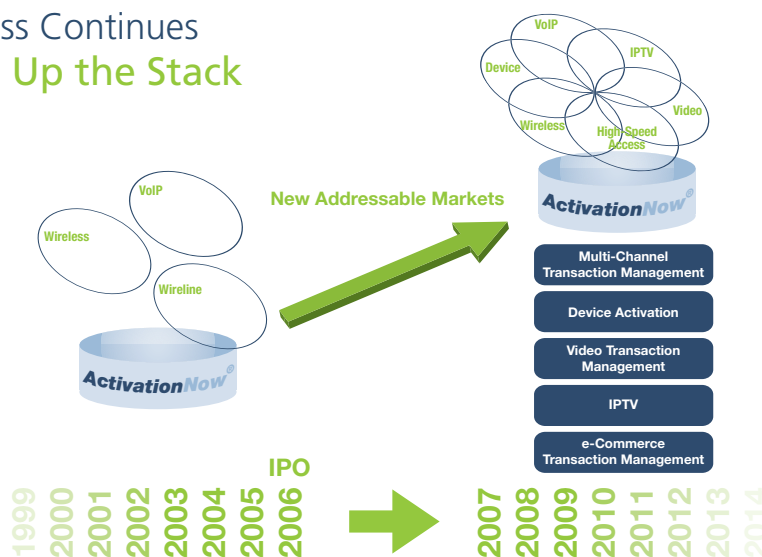 ss Continues
Up the Stack
VoIP
IPTV
Device
Video
Wireless
High-Speed
Access
ActivationNow®
New Addressable Markets
VoIP
Wireless
Wireline
ActivationNow®
Multi-Channel
Transaction Management
Device Activation
Video Transaction
Management
IPTV
e-Commerce
Transaction Management
IPO
1999 2000 2001 2002 2003 2004 2005 2006 2007 2008 2009 2010 2011 2012 2013 2014